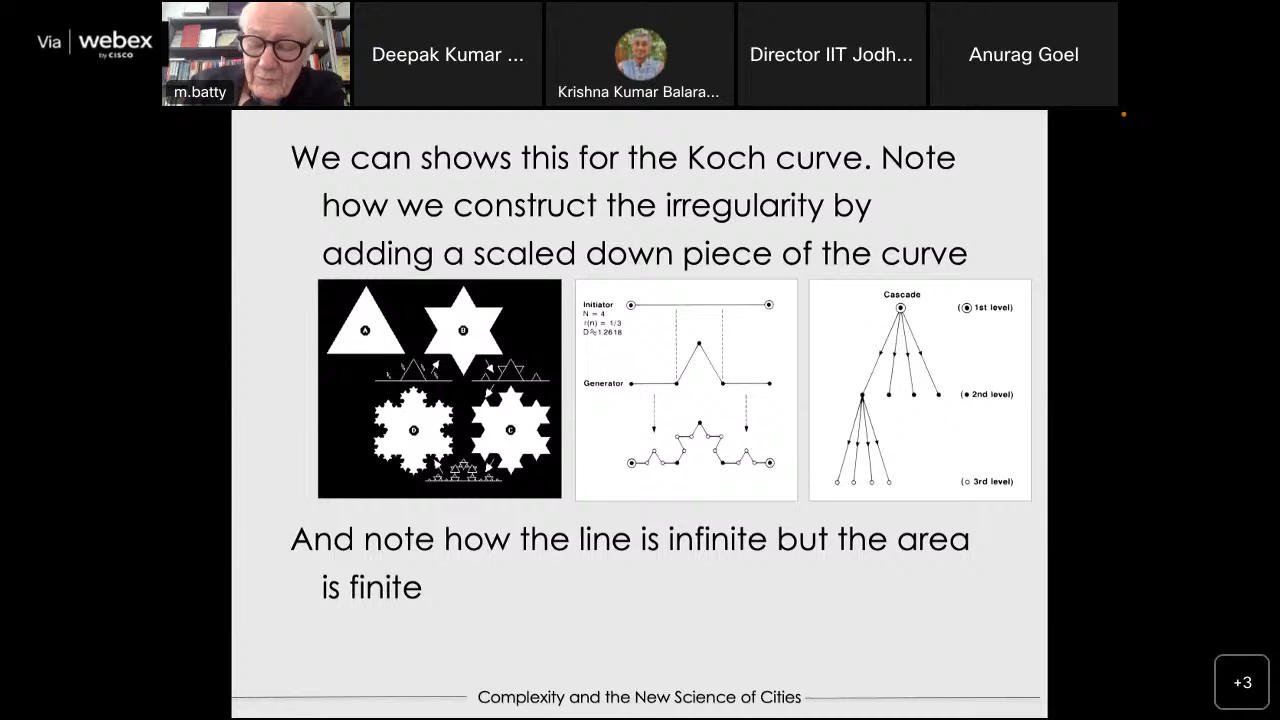 Via webex
by CISCO
m.batty
Deepak Kumar ...
Krishna Kumar Balara...
Director IIT Jodh...
Anurag Goel
We can shows this for the Koch curve. Note
how we construct the irregularity by
adding a scaled down piece of the curve
A
B
C
D
Initiator
N = 4
r(n) = 1/3
D ≈ 1.2618
Generator
Cascade
1st level)
2nd level)
3rd level)
And note how the line is infinite but the area
is finite
Complexity and the New Science of Cities
+3